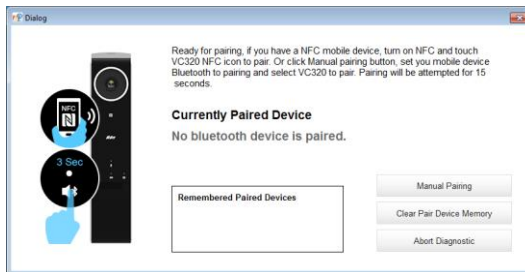 Dialog
Ready for pairing, if you have a NFC mobile device, turn on NFC and touch
VC320 NFC icon to pair. Or click Manual pairing button, set you mobile device
Bluetooth to pairing and select VC320 to pair. Pairing will be attempted for 15
seconds.
NFC
Currently Paired Device
No bluetooth device is paired.
3 Sec
Remembered Paired Devices
Manual Pairing
Clear Pair Device Memory
Abort Diagnostic